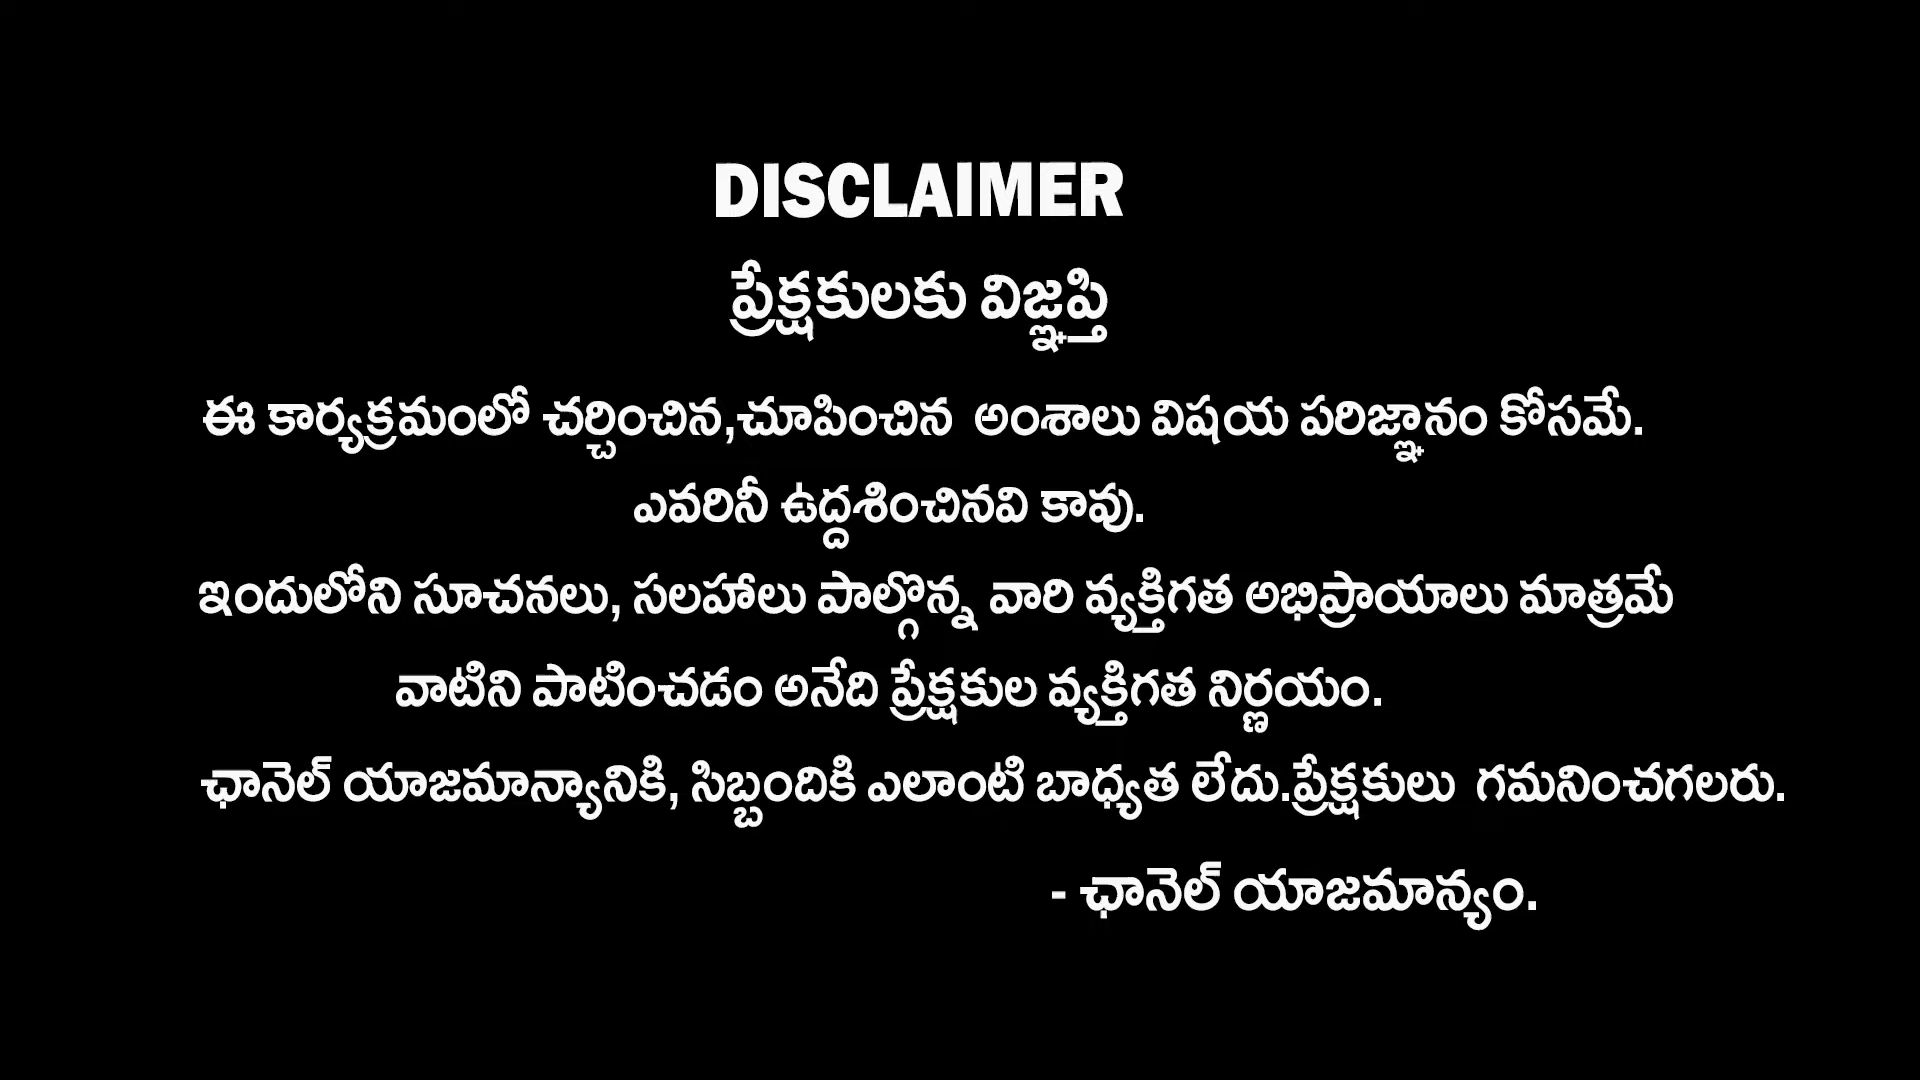 DISCLAIMER
ప్రేక్షకులకు విజ్ఞప్తి
ఈ కార్యక్రమంలో చర్చించిన,చూపించిన అంశాలు విషయ పరిజ్ఞానం కోసమే.
ఎవరినీ ఉద్దశించినవి కావు.
ఇందులోని సూచనలు, సలహాలు పాల్గొన్న వారి వ్యక్తిగత అభిప్రాయాలు మాత్రమే
వాటిని పాటించడం అనేది ప్రేక్షకుల వ్యక్తిగత నిర్ణయం.
ఛానెల్ యాజమాన్యానికి, సిబ్బందికి ఎలాంటి బాధ్యత లేదు.ప్రేక్షకులు గమనించగలరు.
- ఛానెల్ యాజమాన్యం.